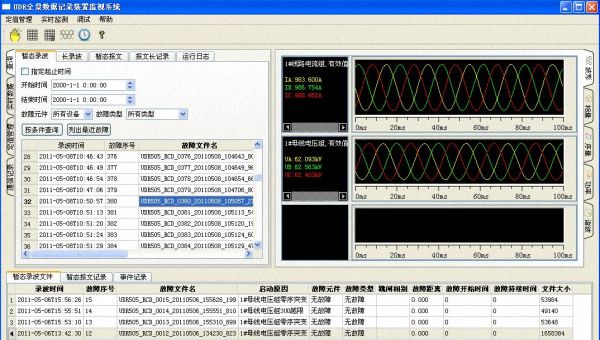 UDR全景数据记录装置监视系统
定值管理 实时监测 调试 帮助
暂态录波 长录波 暂态报文 报文长记录 运行日志
指定起止时间
开始时间 2000-1-1 0:00:00
结束时间 2000-1-1 0:00:00
故障元件 所有设备 故障类型 所有类型
按条件查询 列出最近故障
录波时间 故障序号 故障文件名
28 2011-05-08T10:46:43 376 UDR505_RCD_0376_20110508_104643_80
29 2011-05-08T10:46:49 377 UDR505_RCD_0377_20110508_104649_86
30 2011-05-08T10:46:54 378 UDR505_RCD_0378_20110508_104654_60
31 2011-05-08T10:47:06 379 UDR505_RCD_0379_20110508_104706_80
32 2011-05-08T10:50:57 380 UDR505_RCD_0380_20110508_105057_27
33 2011-05-08T10:51:13 381 UDR505_RCD_0381_20110508_105113_54
34 2011-05-08T10:51:20 382 UDR505_RCD_0382_20110508_105120_19
35 2011-05-08T10:51:24 383 UDR505_RCD_0383_20110508_105124_60
36 2011-05-08T10:51:29 384 UDR505_RCD_0384_20110508_105129_47
1#线路电流组_有效值
IA:983.600A
IB:986.754A
IC:988.952A
0ms 20ms 40ms 60ms 80ms 100ms
1#母线电压组_有效值
UA:62.093kV
UB:62.563kV
UC:62.403kV
0ms 20ms 40ms 60ms 80ms 100ms
0ms 20ms 40ms 60ms 80ms 100ms
暂态录波文件 暂态报文记录 事件记录
录波时间 故障序号 故障文件名 启动原因 故障元件 故障类型 跳闸相别 故障距离 故障开始时间 故障持续时间 文件大小
1 2011-05-06T15:56:26 15 UDR505_RCD_0015_20110506_155626_199 1#母线电压组零序突变 无故障 无故障 0.000 0 0 53984
2 2011-05-06T15:55:51 14 UDR505_RCD_0014_20110506_155551_810 1#母线电压组3U0越限 无故障 无故障 0.000 0 0 49140
3 2011-05-06T15:53:10 13 UDR505_RCD_0013_20110506_155310_899 1#母线电压组零序突变 无故障 无故障 0.000 0 0 53648
4 2011-05-06T13:42:30 12 UDR505_RCD_0012_20110506_134230_823 1#母线电压组零序突变 无故障 无故障 0.000 0 0 1658384